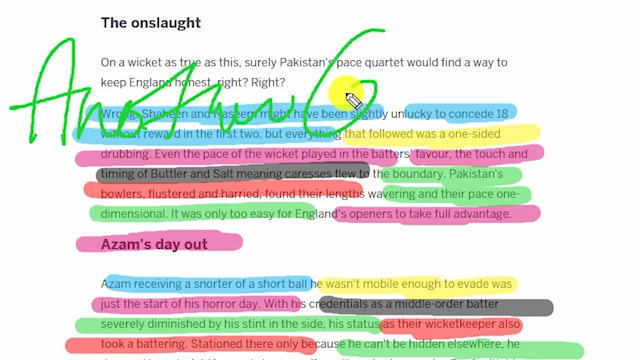 The onslaught
On a wicket as true as this, surely Pakistan's pace quartet would find a way to
keep England honest, right? Right?
Wrong. Shaheen and Naseem might have been slightly unlucky to concede 18
without reward in the first two, but everything that followed was a one-sided
drubbing. Even the pace of the wicket played in the batters' favour, the touch and
timing of Buttler and Salt meaning caresses flew to the boundary. Pakistan's
bowlers, flustered and harried, found their lengths wavering and their pace one-
dimensional. It was only too easy for England's openers to take full advantage.
Azam's day out
Azam receiving a snorter of a short ball he wasn't mobile enough to evade was
just the start of his horror day. With his credentials as a middle-order batter
severely diminished by his stint in the side, his status as their wicketkeeper also
took a battering. Stationed there only because he can't be hidden elsewhere, he